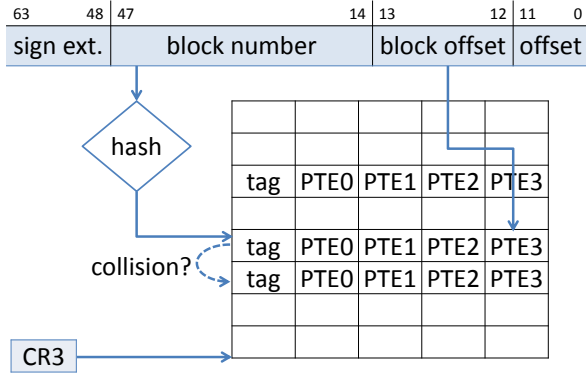 63 48 47 14 13 12 11 0
sign ext. block number block offset offset
hash
tag PTE0 PTE1 PTE2 PTE3
tag PTE0 PTE1 PTE2 PTE3
collision?
tag PTE0 PTE1 PTE2 PTE3
CR3